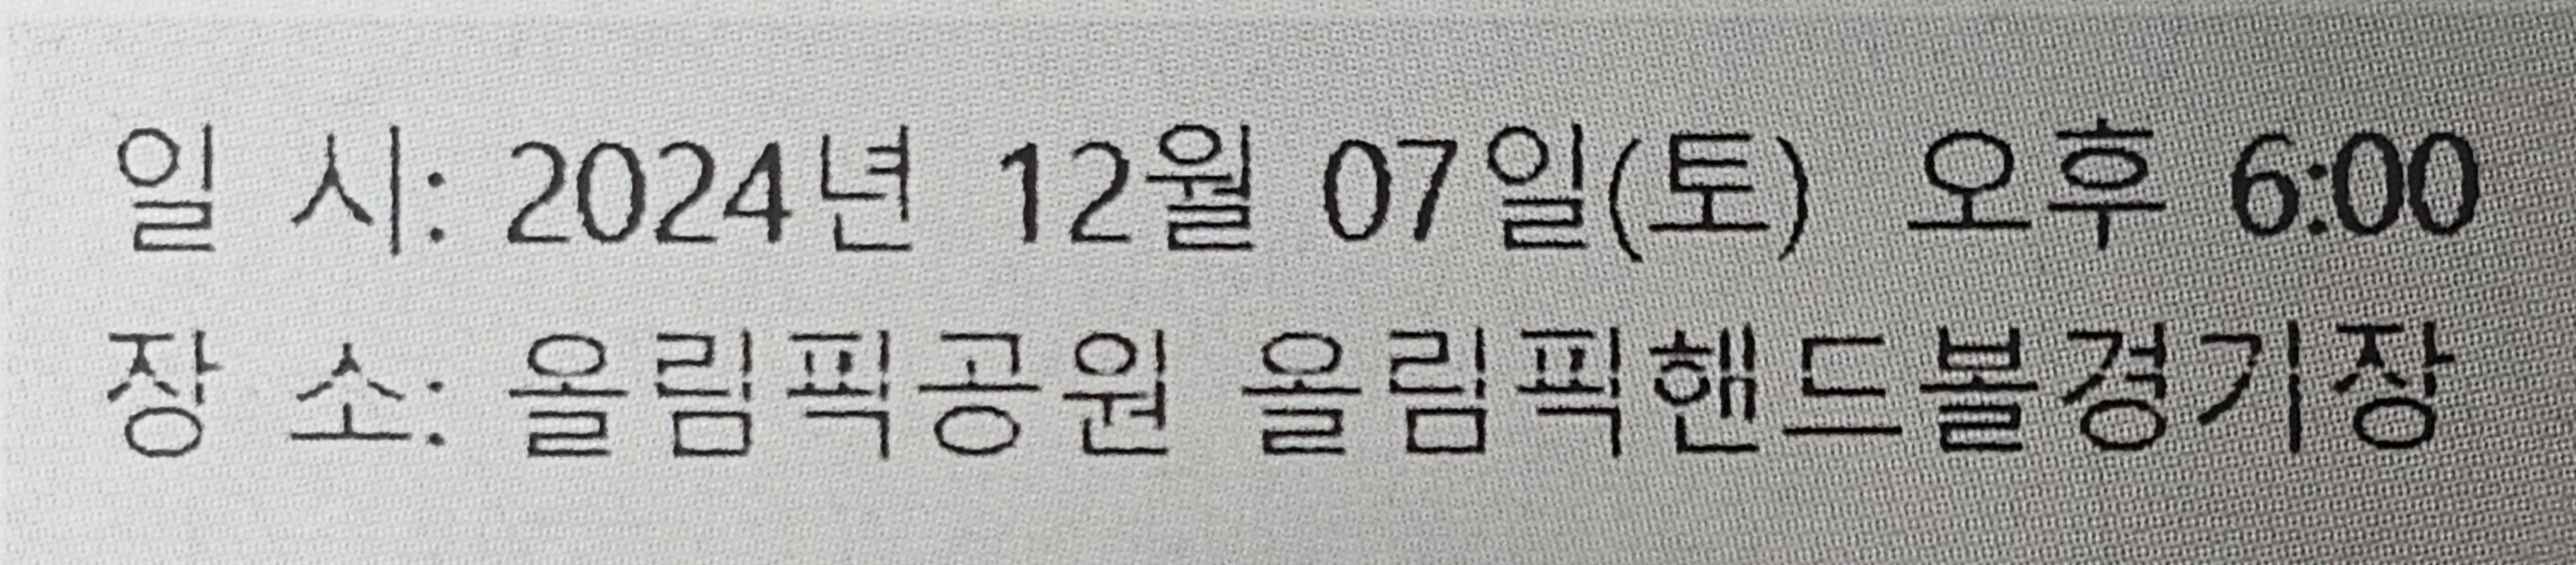 일 시: 2024년 12월 07일(토) 오후 6:00
장 소: 올림픽공원 올림픽핸드볼경기장